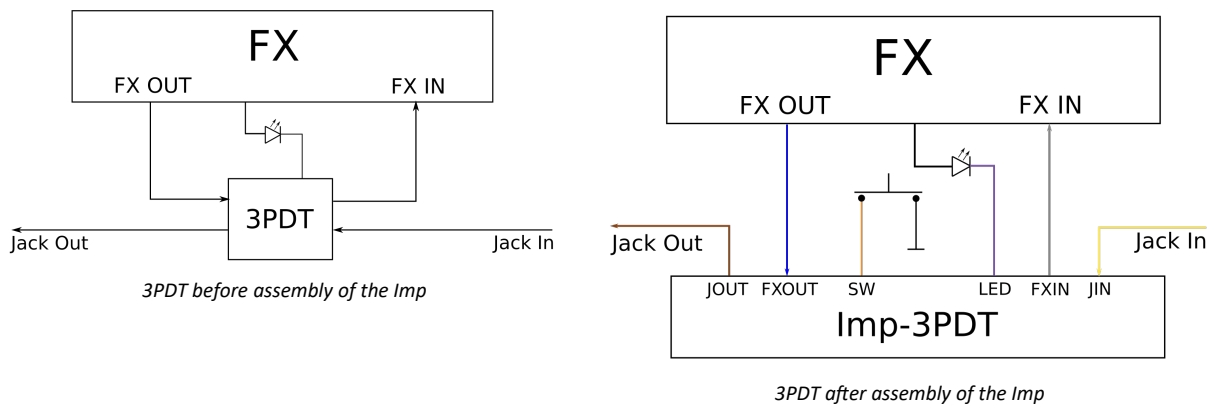 FX
FX OUT
FX IN
3PDT
Jack Out
Jack In
3PDT before assembly of the Imp
FX
FX OUT
FX IN
Jack Out
Jack In
JOUT FXOUT SW LED FXIN JIN
Imp-3PDT
3PDT after assembly of the Imp